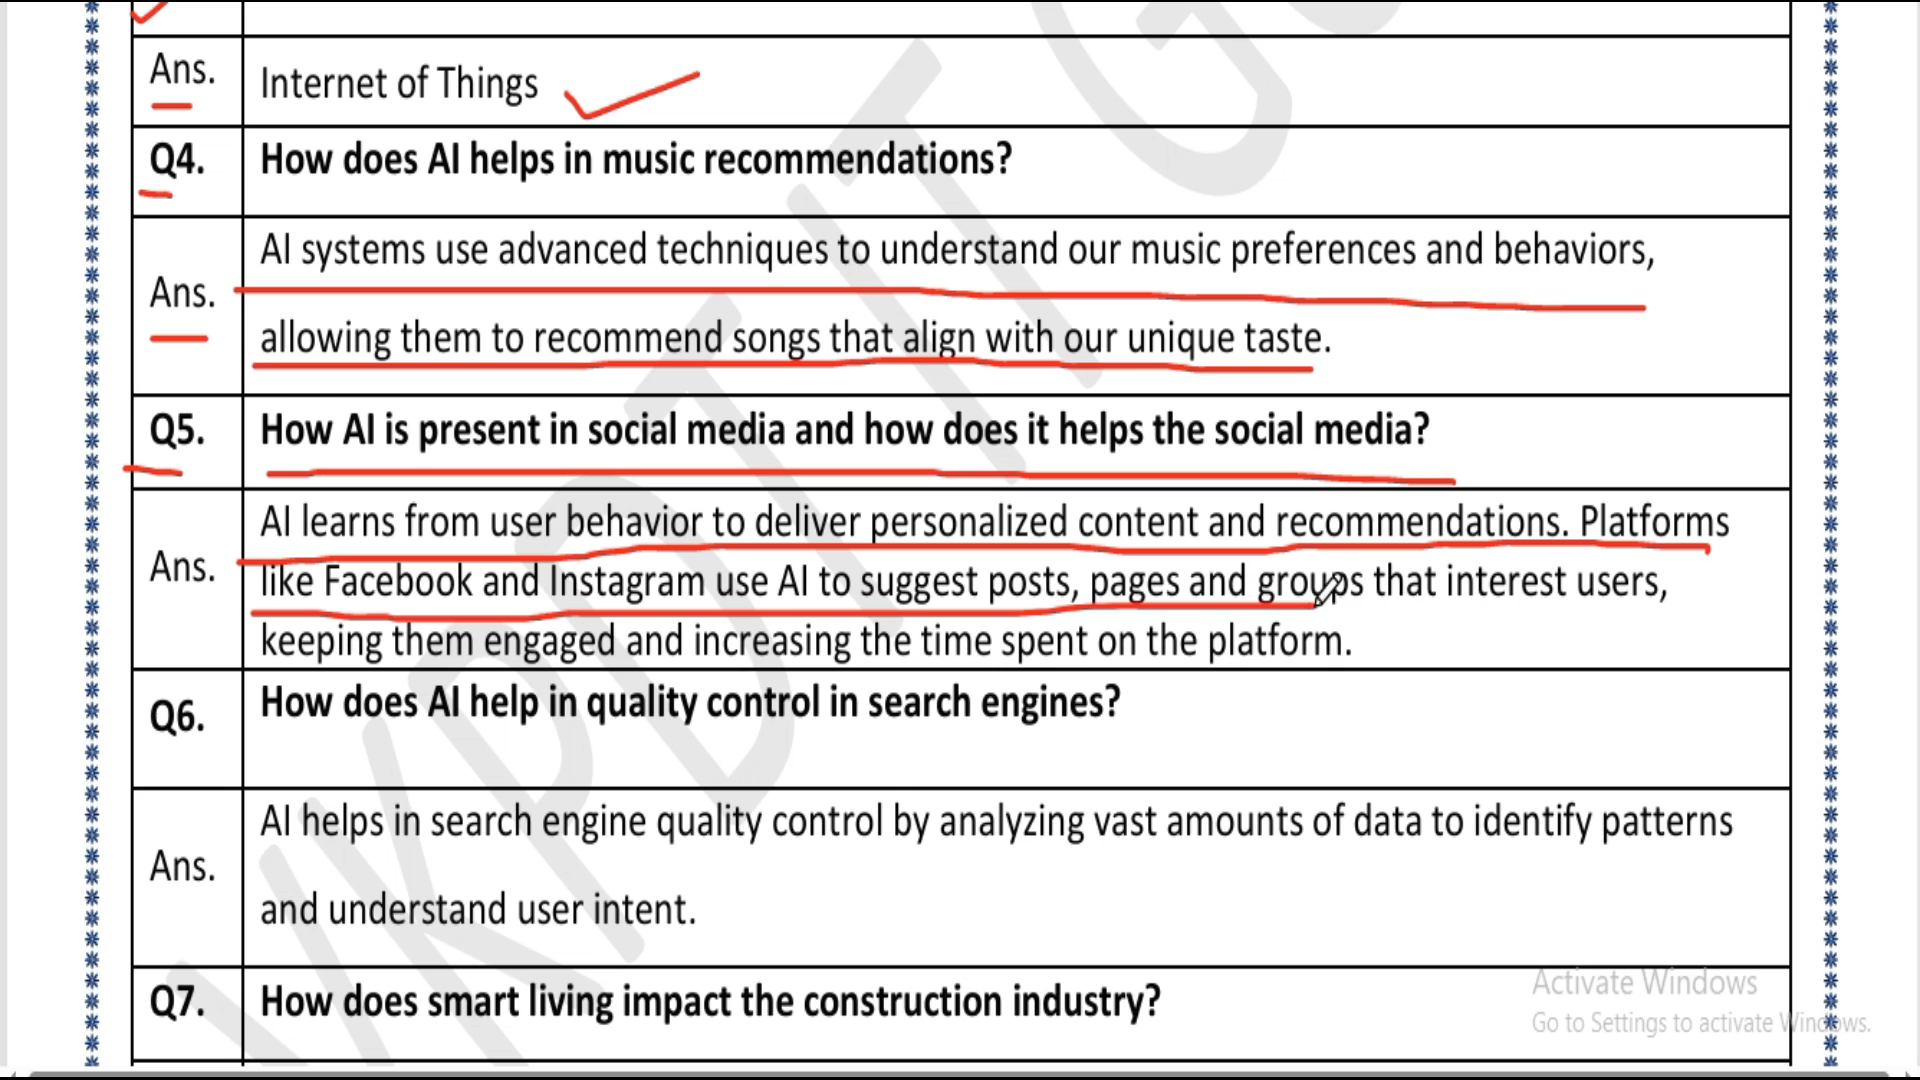 Ans. Internet of Things
Q4. How does AI helps in music recommendations?
AI systems use advanced techniques to understand our music preferences and behaviors,
Ans.
allowing them to recommend songs that align with our unique taste.
Q5. How AI is present in social media and how does it helps the social media?
AI learns from user behavior to deliver personalized content and recommendations. Platforms
Ans. like Facebook and Instagram use AI to suggest posts, pages and groups that interest users,
keeping them engaged and increasing the time spent on the platform.
Q6. How does AI help in quality control in search engines?
AI helps in search engine quality control by analyzing vast amounts of data to identify patterns
Ans.
and understand user intent.
Q7. How does smart living impact the construction industry?
Activate Windows
Go to Settings to activate Windows.